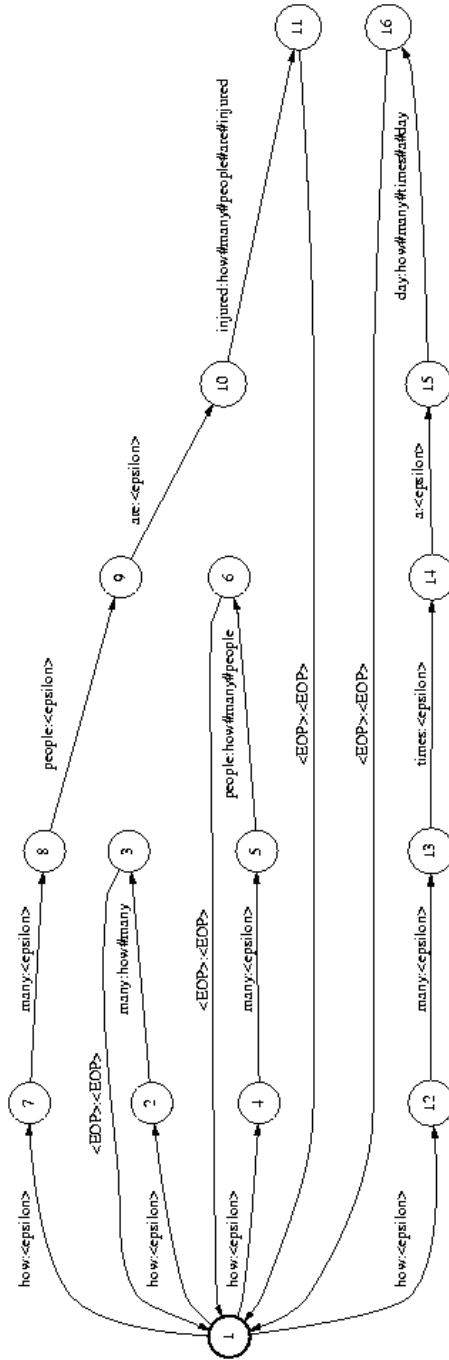 11
16
injured:how#many#people#are#injured
day:how#many#times#a#day
10
15
are:<epsilon>
a:<epsilon>
9
6
14
people:<epsilon>
people:how#many#people
<EOP>:<EOP>
<EOP>:<EOP>
times:<epsilon>
8
3
5
13
many:<epsilon>
<EOP>:<EOP>
many:how#many
<EOP>:<EOP>
many:<epsilon>
many:<epsilon>
7
2
4
12
how:<epsilon>
how:<epsilon>
how:<epsilon>
how:<epsilon>
1